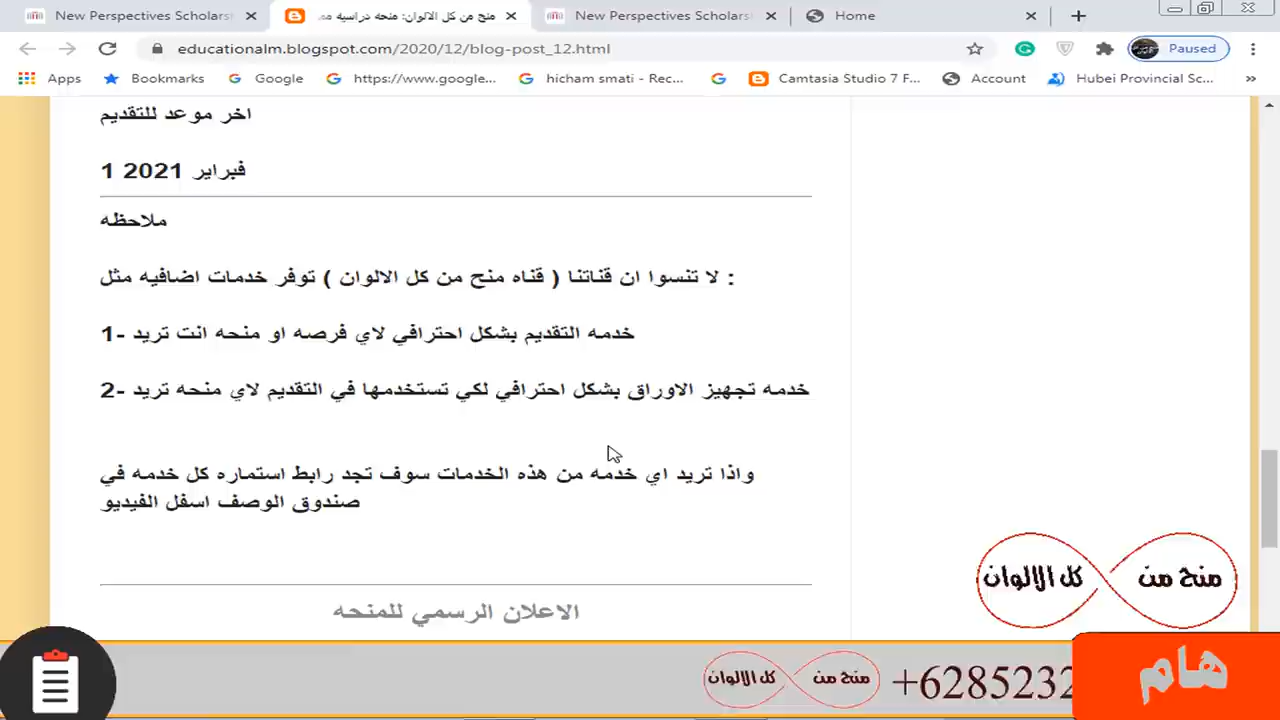 New Perspectives Scholarsh
منح من كل الالوان: منحه دراسيه مم
New Perspectives Scholarsh
Home
educationalm.blogspot.com/2020/12/blog-post_12.html
Paused
Apps
Bookmarks
Google
https://www.google...
hicham smati - Rec...
Camtasia Studio 7 F...
Account
Hubei Provincial Sc...
»
اخر موعد للتقديم
1 فبراير 2021
ملاحظه
لا تنسوا ان قناتنا ( قناه منح من كل الالوان ) توفر خدمات اضافيه مثل :
1- خدمه التقديم بشكل احترافي لاي فرصه او منحه انت تريد
2- خدمه تجهيز الاوراق بشكل احترافي لكي تستخدمها في التقديم لاي منحه تريد
واذا تريد اي خدمه من هذه الخدمات سوف تجد رابط استماره كل خدمه في
صندوق الوصف اسفل الفيديو
الاعلان الرسمي للمنحه
منح من كل الالوان
منح من كل الالوان
+6285232
هام